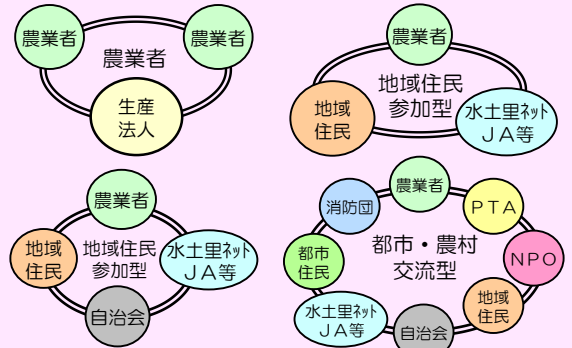 農業者
農業者
農業者
生産
法人
農業者
地域住民
参加型
地域
住民
水土里ネット
JA等
農業者
地域
住民
地域住民
参加型
水土里ネット
JA等
自治会
農業者
消防団
PTA
都市・農村
交流型
都市
住民
NPO
水土里ネット
JA等
地域
住民
自治会